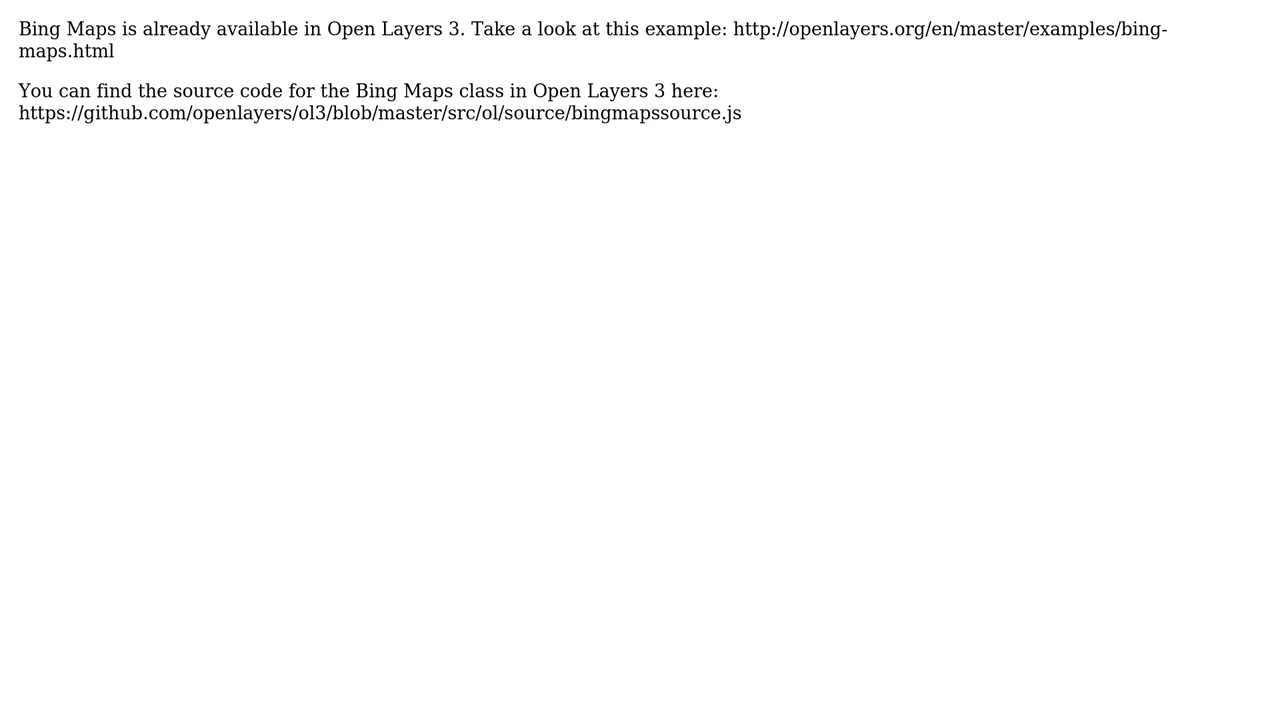 Bing Maps is already available in Open Layers 3. Take a look at this example: http://openlayers.org/en/master/examples/bing-
maps.html
You can find the source code for the Bing Maps class in Open Layers 3 here:
https://github.com/openlayers/ol3/blob/master/src/ol/source/bingmapssource.js